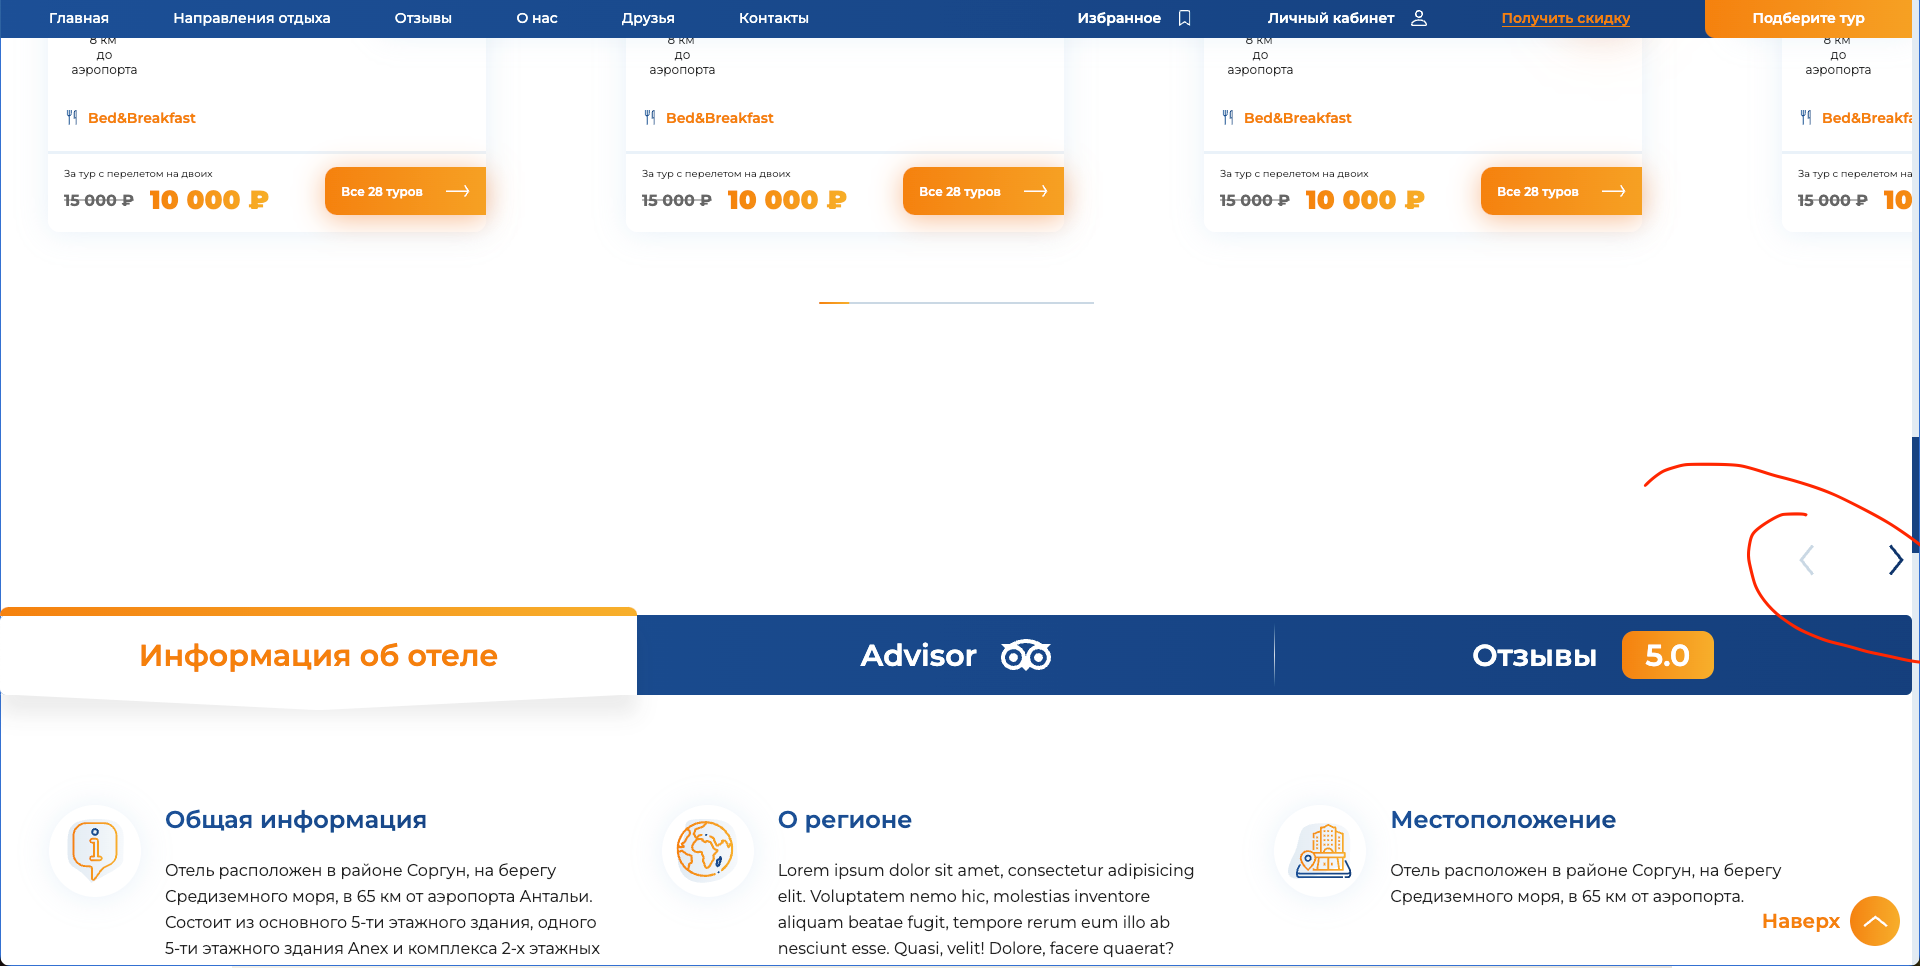 Главная Направления отдыха Отзывы О нас Друзья Контакты Избранное Личный кабинет Получить скидку Подберите тур
8 км
до
аэропорта
Bed&Breakfast
За тур с перелетом на двоих
15 000 ₽ 10 000 ₽
Все 28 туров
8 км
до
аэропорта
Bed&Breakfast
За тур с перелетом на двоих
15 000 ₽ 10 000 ₽
Все 28 туров
8 км
до
аэропорта
Bed&Breakfast
За тур с перелетом на двоих
15 000 ₽ 10 000 ₽
Все 28 туров
8 км
до
аэропорта
Bed&Breakfa
За тур с перелетом на
15 000 ₽ 10
Информация об отеле Advisor Отзывы 5.0
Общая информация
Отель расположен в районе Соргун, на берегу
Средиземного моря, в 65 км от аэропорта Антальи.
Состоит из основного 5-ти этажного здания, одного
5-ти этажного здания Anex и комплекса 2-х этажных
О регионе
Lorem ipsum dolor sit amet, consectetur adipisicing
elit. Voluptatem nemo hic, molestias inventore
aliquam beatae fugit, tempore rerum eum illo ab
nesciunt esse. Quasi, velit! Dolore, facere quaerat?
Местоположение
Отель расположен в районе Соргун, на берегу
Средиземного моря, в 65 км от аэропорта.
Наверх